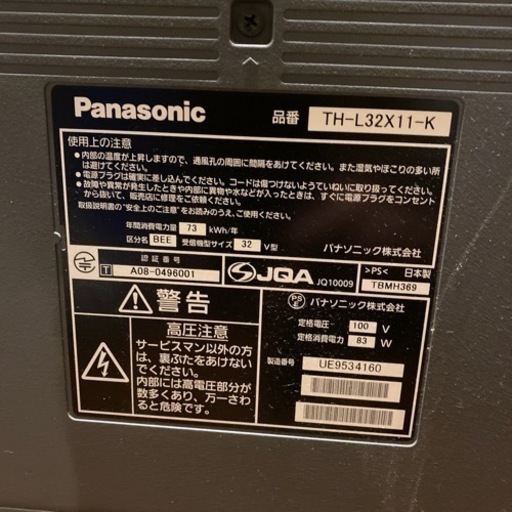 Panasonic
品番 TH-L32X11-K
使用上の注意
●内部の温度が上昇しますので、通風孔の周囲に間隔をあけてください。また湿気やほこりの多い所は避けてください。
●電源プラグは確実に差し込んでください。コードは傷つけないようていねいに取り扱ってください。
●故障や異常が発生したときや内部に異物や水などが入ったときは、すぐに電源プラグをコンセントから抜いて、販売店に修理をご依頼ください。
取扱説明書の"安全上のご注意"をお読みのうえ、ご使用ください。
年間消費電力量 73 kWh/年
区分名 BEE 受信機型サイズ 32 V型
パナソニック株式会社
認証番号
T A08-0496001
JQA JQ10009
>PS< 日本製
TBMH369
警告
高圧注意
サービスマン以外の方
は、裏ぶたをあけない
でください。
内部には高電圧部分が
数多くあり、万一さわ
ると危険です。
PS E パナソニック株式会社
定格電圧 100 V
定格消費電力 83 W
製造番号 UE9534160